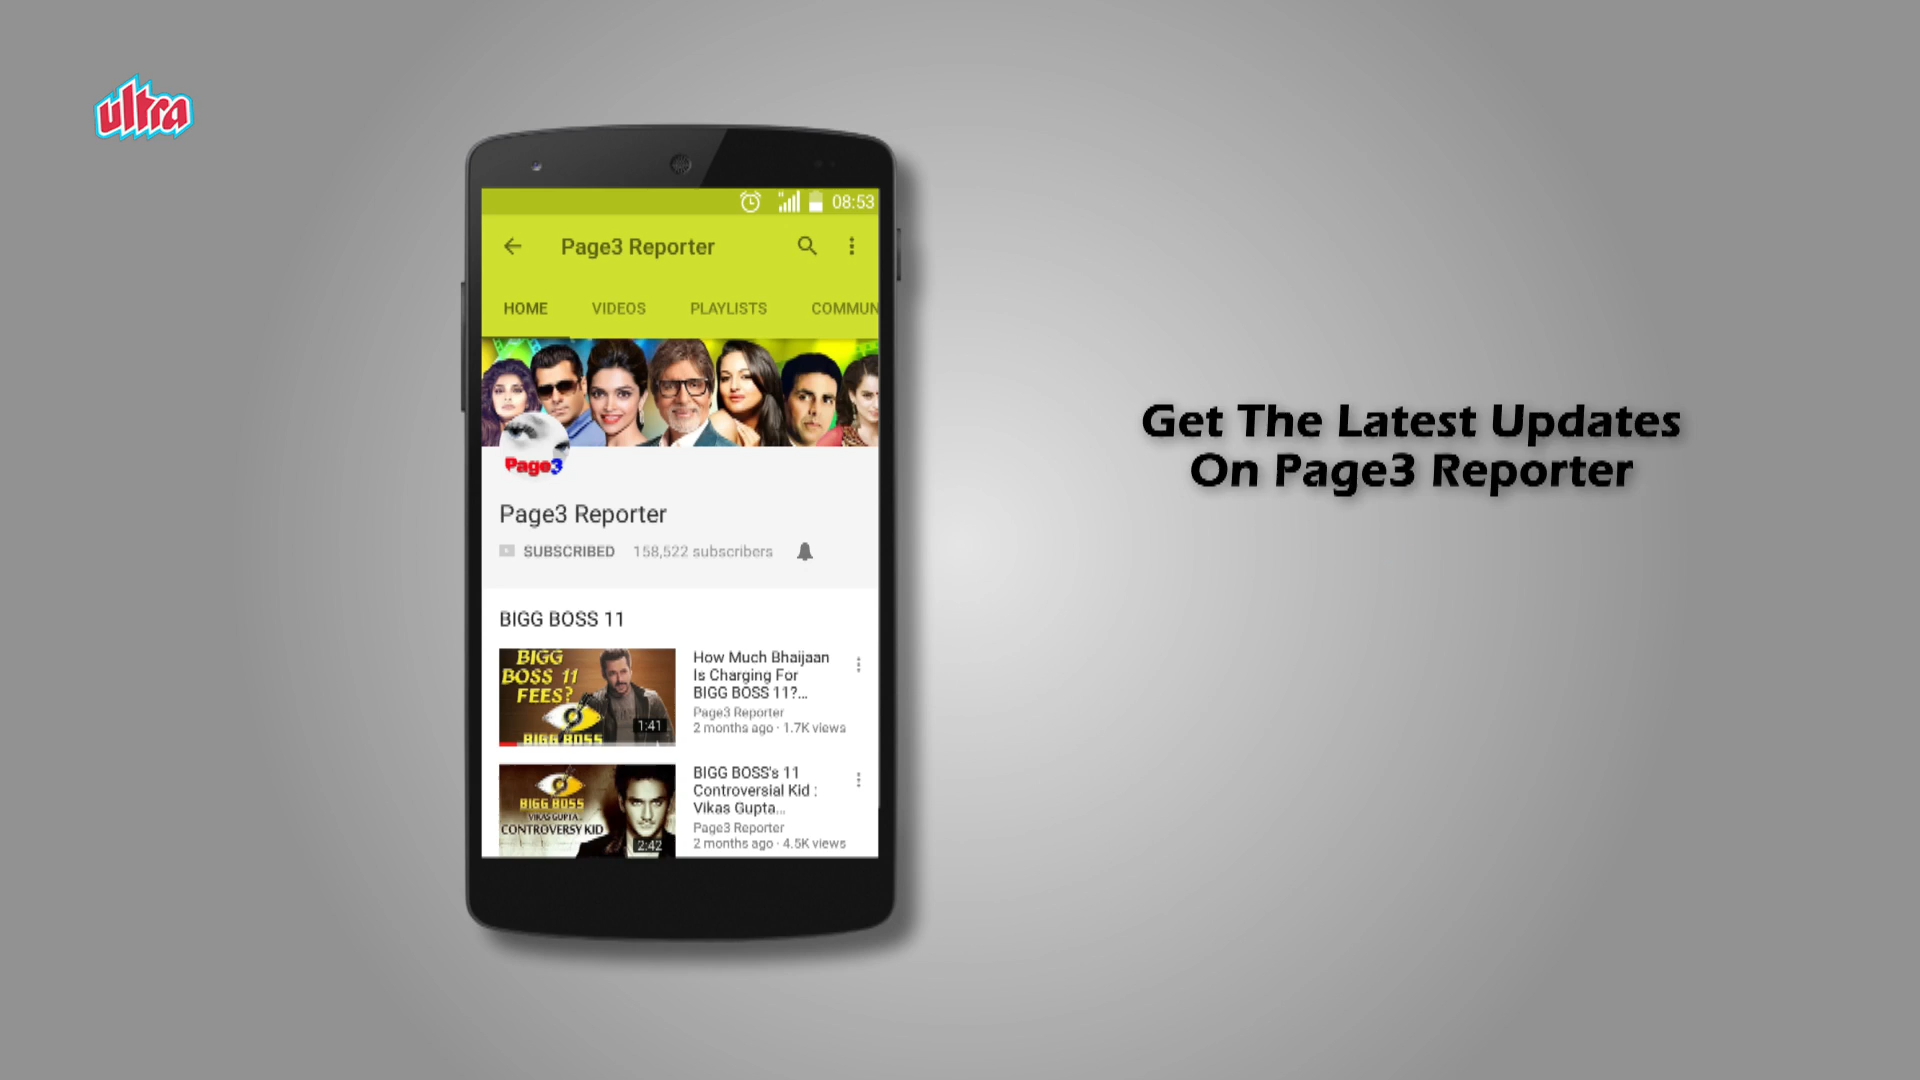 ultra
08:53
Page3 Reporter
HOME VIDEOS PLAYLISTS COMMUN
Page3
Page3 Reporter
SUBSCRIBED 158,522 subscribers
BIGG BOSS 11
BIGG
BOSS 11
FEES?
BIGG BOSS
1:41
How Much Bhaijaan
Is Charging For
BIGG BOSS 11?...
Page3 Reporter
2 months ago · 1.7K views
BIGG BOSS
VIKAS GUPTA...
CONTROVERSY KID
2:42
BIGG BOSS's 11
Controversial Kid :
Vikas Gupta...
Page3 Reporter
2 months ago · 4.5K views
Get The Latest Updates
On Page3 Reporter